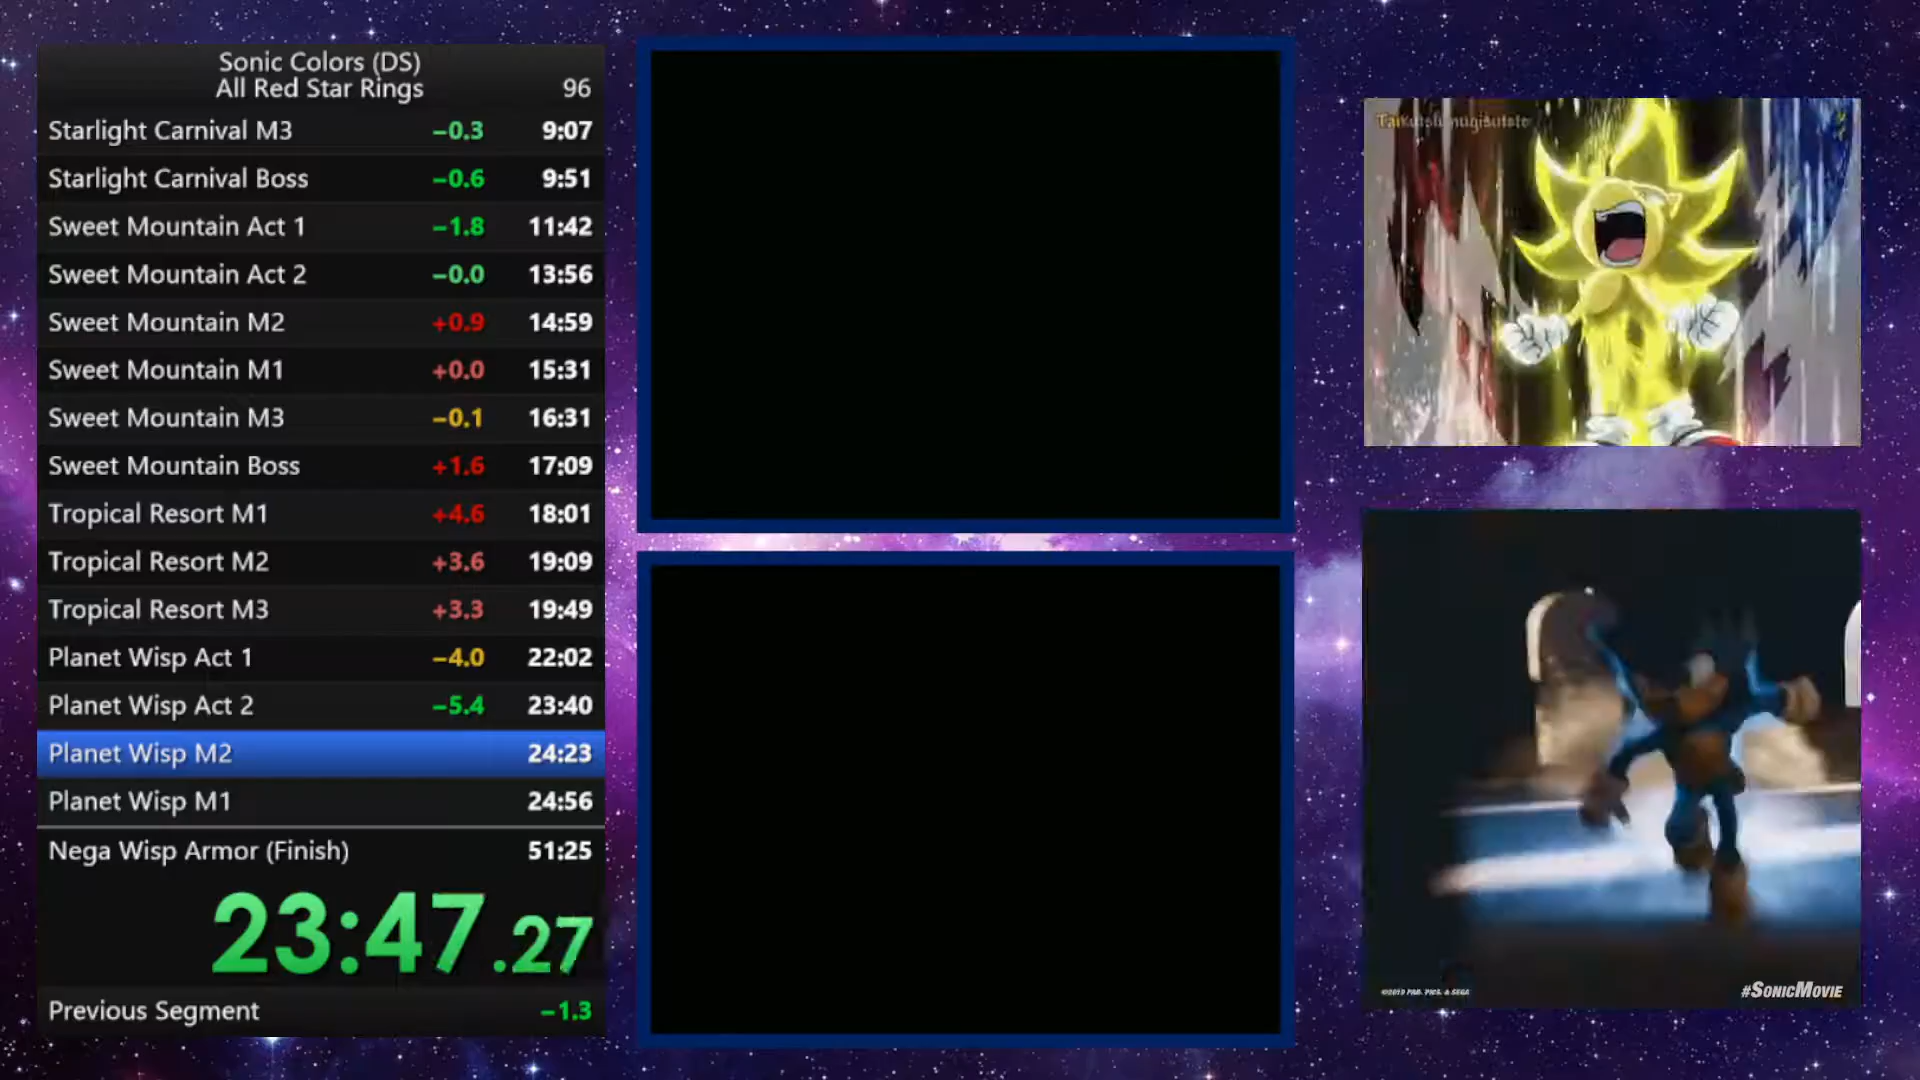 Sonic Colors (DS)
All Red Star Rings 96
Starlight Carnival M3 −0.3 9:07
Starlight Carnival Boss −0.6 9:51
Sweet Mountain Act 1 −1.8 11:42
Sweet Mountain Act 2 −0.0 13:56
Sweet Mountain M2 +0.9 14:59
Sweet Mountain M1 +0.0 15:31
Sweet Mountain M3 −0.1 16:31
Sweet Mountain Boss +1.6 17:09
Tropical Resort M1 +4.6 18:01
Tropical Resort M2 +3.6 19:09
Tropical Resort M3 +3.3 19:49
Planet Wisp Act 1 −4.0 22:02
Planet Wisp Act 2 −5.4 23:40
Planet Wisp M2 24:23
Planet Wisp M1 24:56
Nega Wisp Armor (Finish) 51:25
23:47.27
Previous Segment −1.3
©2019 PAR. PICS. & SEGA
#SONICMOVIE